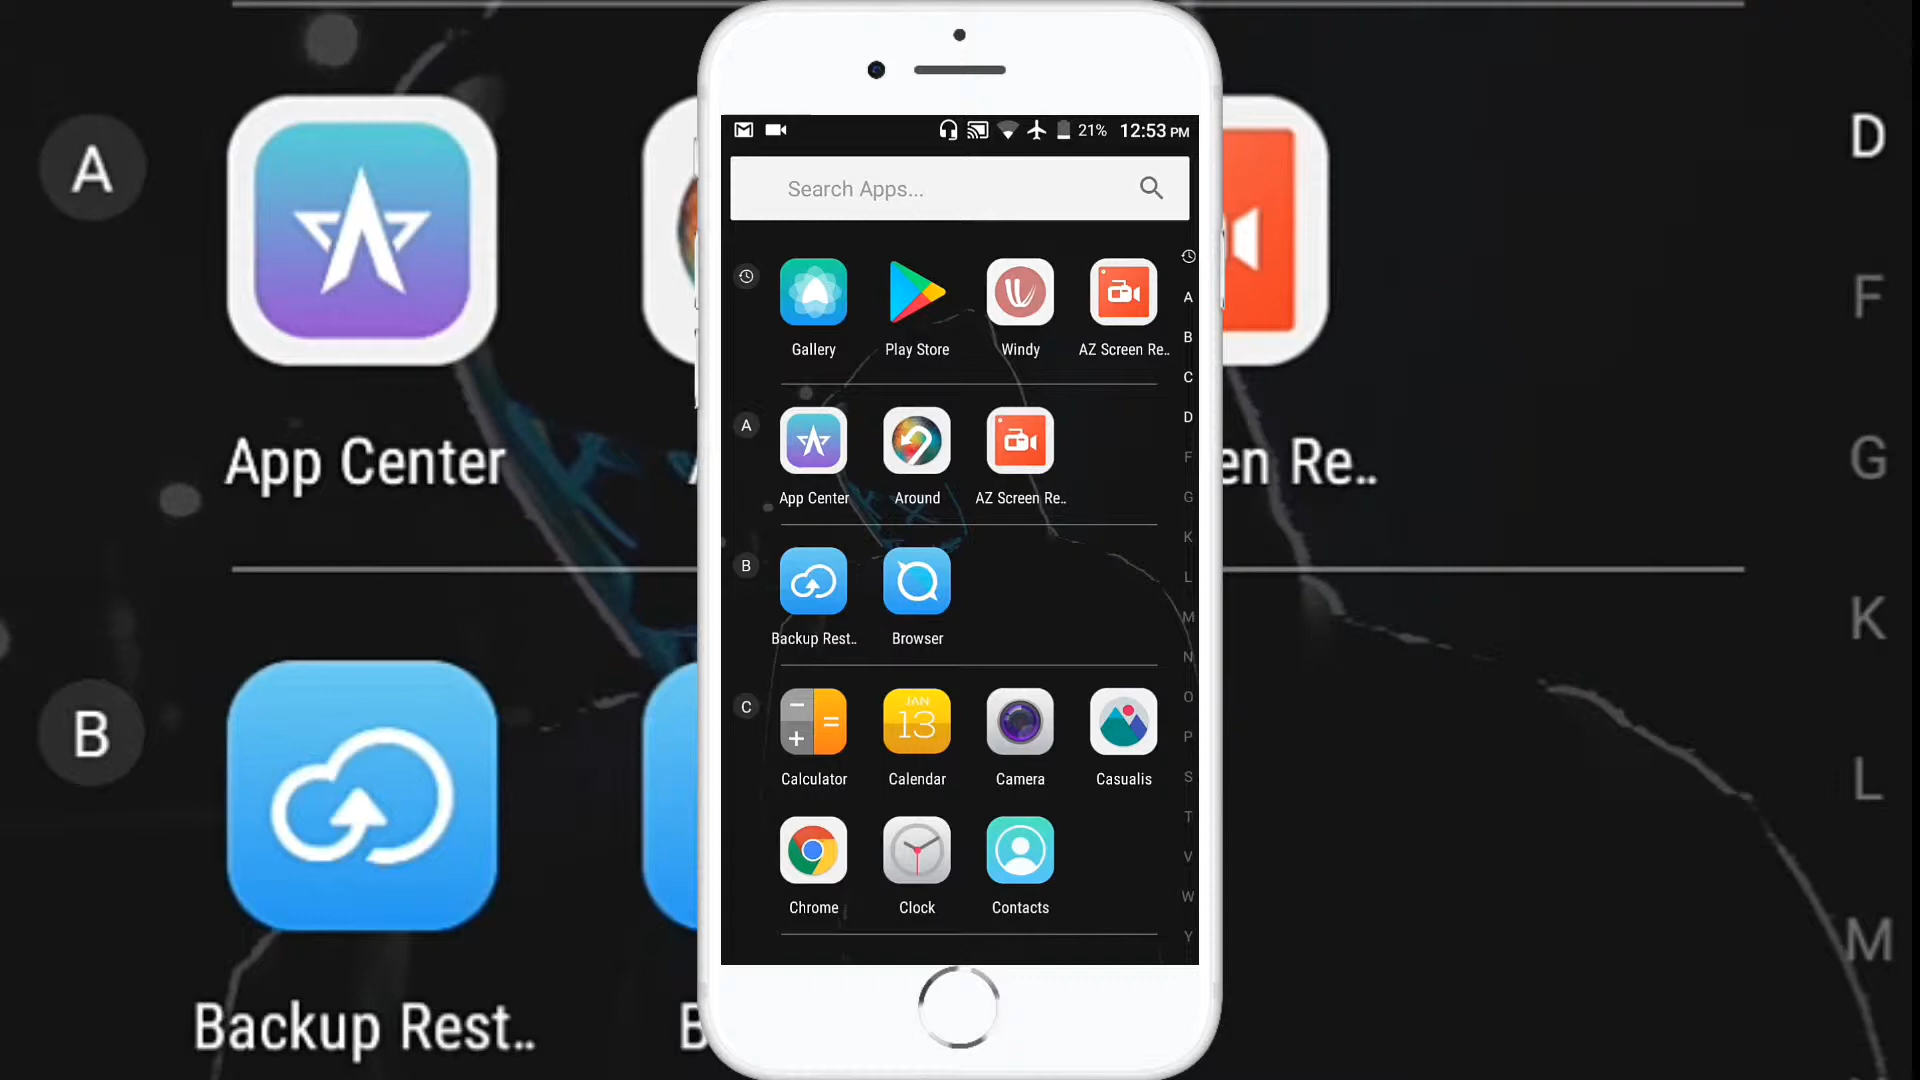 21% 12:53 PM
Search Apps...
Gallery Play Store Windy AZ Screen Re..
A
App Center Around AZ Screen Re..
B
Backup Rest.. Browser
C
JAN
13
Calculator Calendar Camera Casualis
Chrome Clock Contacts
A
B
C
D
F
G
K
L
M
N
O
P
S
T
V
W
Y
A
App Center
en Re..
B
Backup Rest..
D
F
G
K
L
M